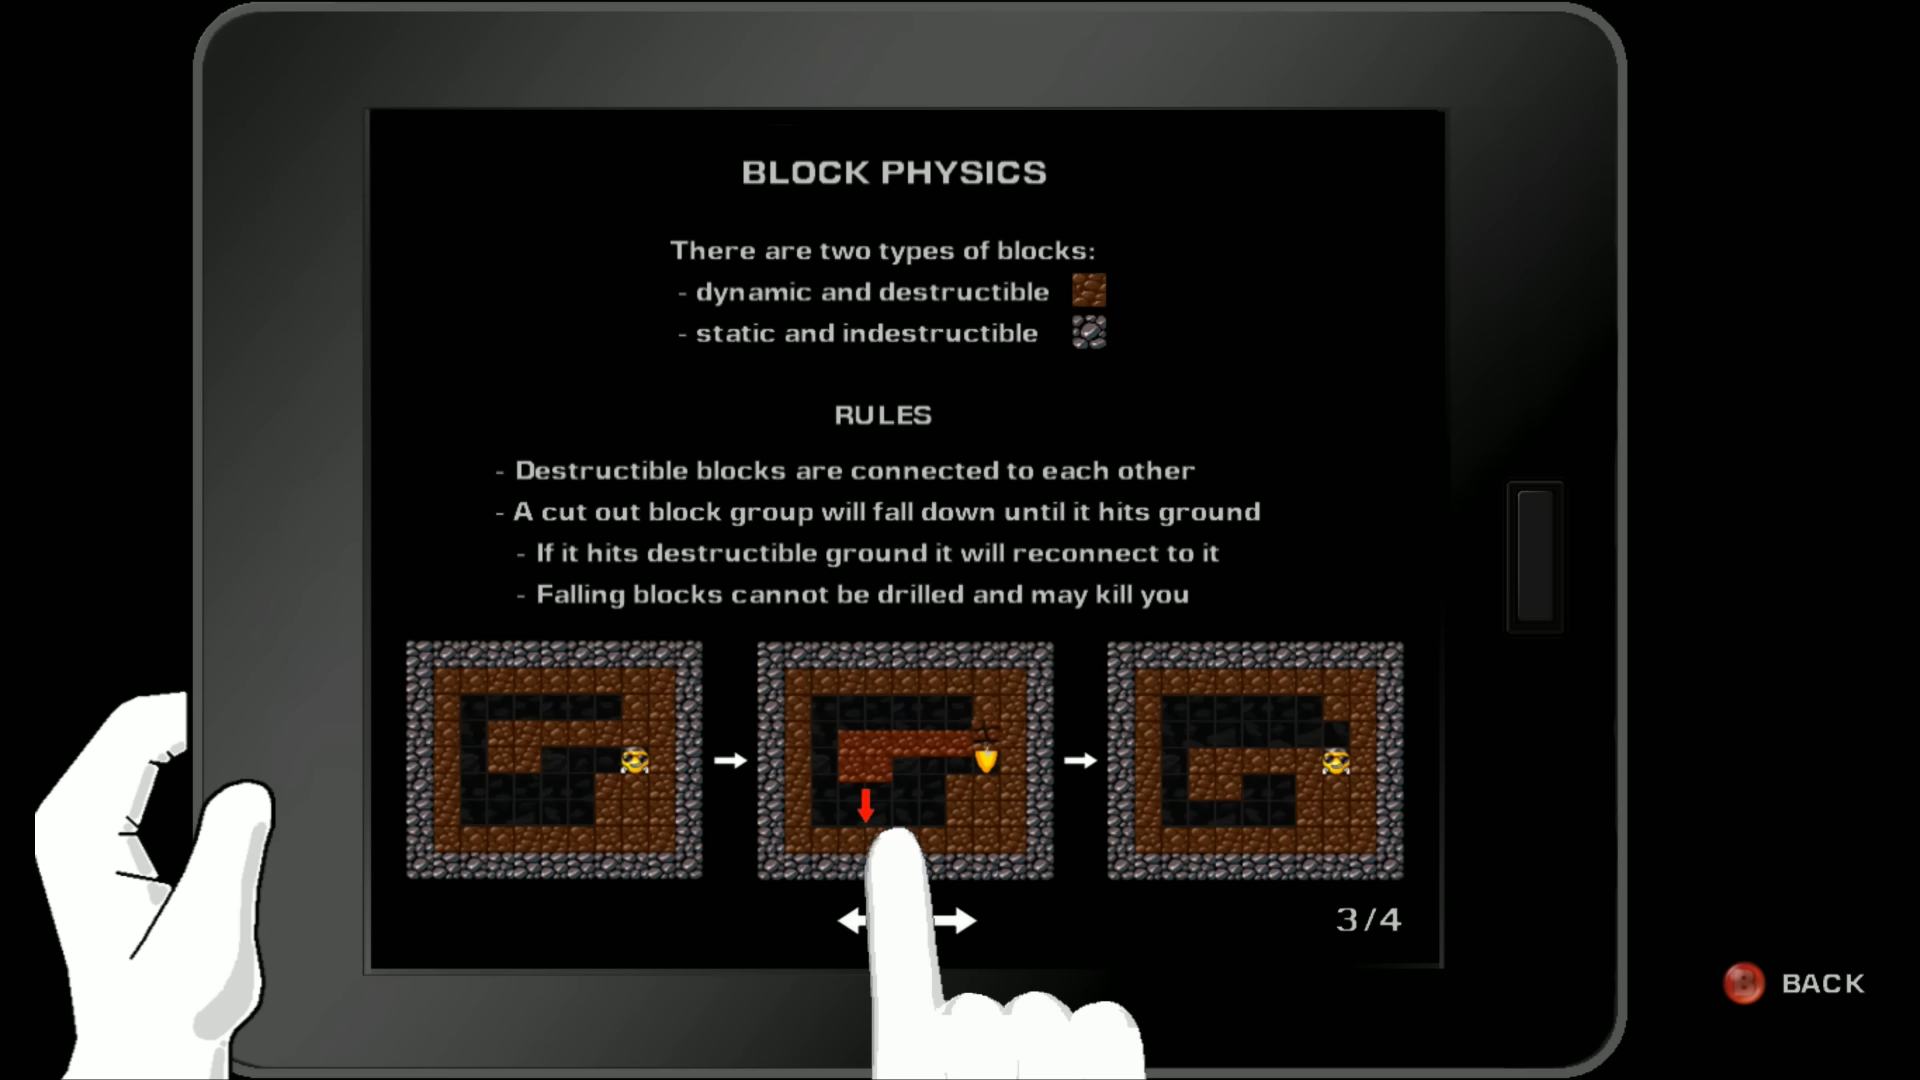 BLOCK PHYSICS
There are two types of blocks:
- dynamic and destructible
- static and indestructible
RULES
- Destructible blocks are connected to each other
- A cut out block group will fall down until it hits ground
- If it hits destructible ground it will reconnect to it
- Falling blocks cannot be drilled and may kill you
3/4
B BACK